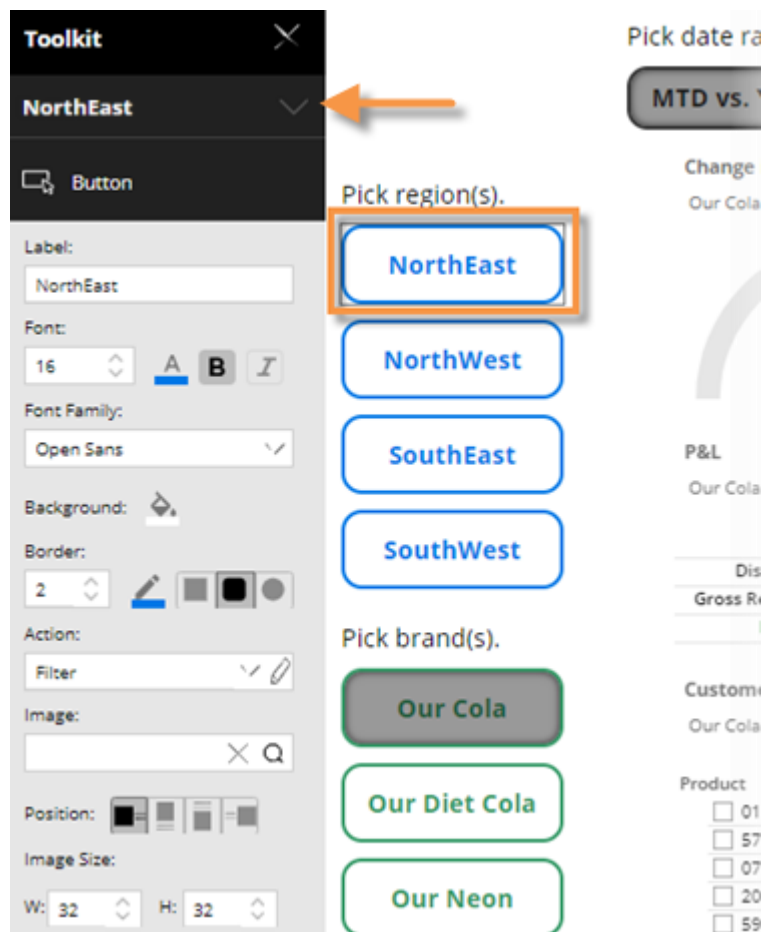 Toolkit
NorthEast
Button
Label:
NorthEast
Font:
16 A B I
Font Family:
Open Sans
Background:
Border:
2
Action:
Filter
Image:
Position:
Image Size:
W: 32 H: 32
Pick region(s).
NorthEast
NorthWest
SouthEast
SouthWest
Pick brand(s).
Our Cola
Our Diet Cola
Our Neon
Pick date ra
MTD vs.
Change
Our Cola
P&L
Our Cola
Dis
Gross Re
Custome
Our Cola
Product
01
57
07
20
59